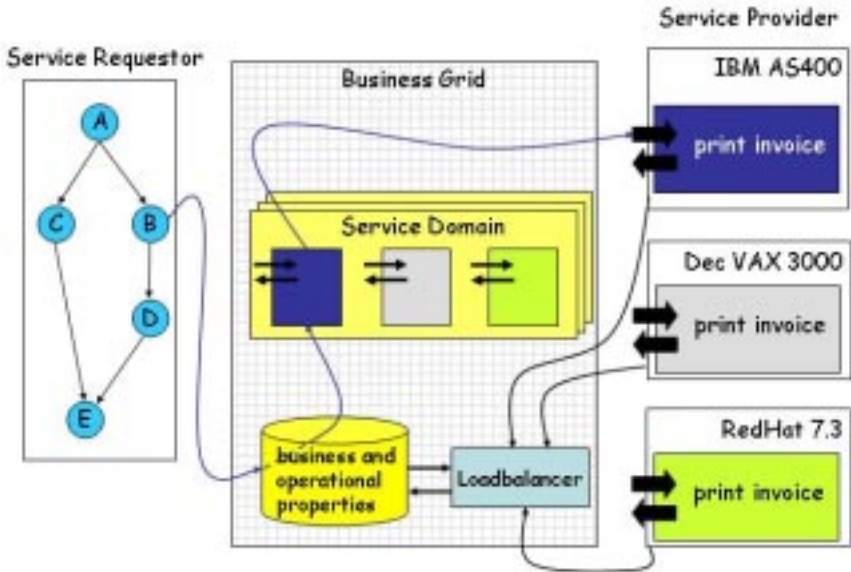 Service Requestor
A
C
B
D
E
Business Grid
Service Domain
business and
operational
properties
Loadbalancer
Service Provider
IBM AS400
print invoice
Dec VAX 3000
print invoice
RedHat 7.3
print invoice